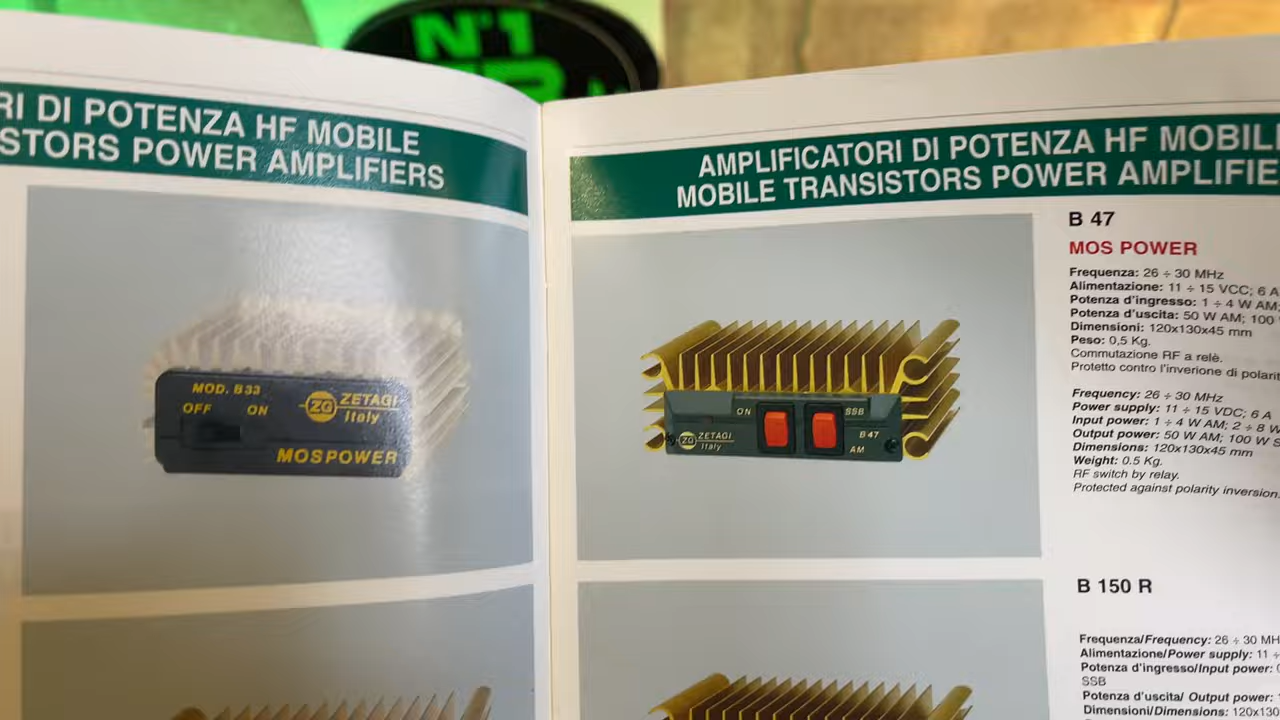 N°1
RI DI POTENZA HF MOBILE
STORS POWER AMPLIFIERS
MOD. B33
OFF ON
ZG ZETAGI
Italy
MOSPOWER
AMPLIFICATORI DI POTENZA HF MOBIL
MOBILE TRANSISTORS POWER AMPLIFIE
ON SSB
ZG ZETAGI
Italy
B 47
AM
B 47
MOS POWER
Frequenza: 26 ÷ 30 MHz
Alimentazione: 11 ÷ 15 VCC; 6 A
Potenza d'ingresso: 1 ÷ 4 W AM;
Potenza d'uscita: 50 W AM; 100
Dimensioni: 120x130x45 mm
Peso: 0,5 Kg.
Commutazione RF a relè.
Protetto contro l'inverione di polarit
Frequency: 26 ÷ 30 MHz
Power supply: 11 ÷ 15 VDC; 6 A
Input power: 1 ÷ 4 W AM; 2 ÷ 8 W
Output power: 50 W AM; 100 W S
Dimensions: 120x130x45 mm
Weight: 0.5 Kg.
RF switch by relay.
Protected against polarity inversion.
B 150 R
Frequenza/Frequency: 26 ÷ 30 MH
Alimentazione/Power supply: 11 ÷
Potenza d'ingresso/Input power:
SSB
Potenza d'uscita/ Output power:
Dimensioni/Dimensions: 120x130